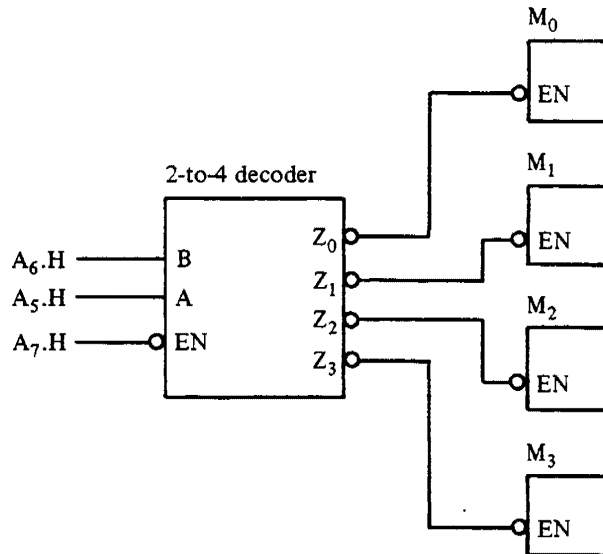 M₀
EN
M₁
EN
M₂
EN
M₃
EN
2-to-4 decoder
A₆.H
A₅.H
A₇.H
B
A
EN
Z₀
Z₁
Z₂
Z₃